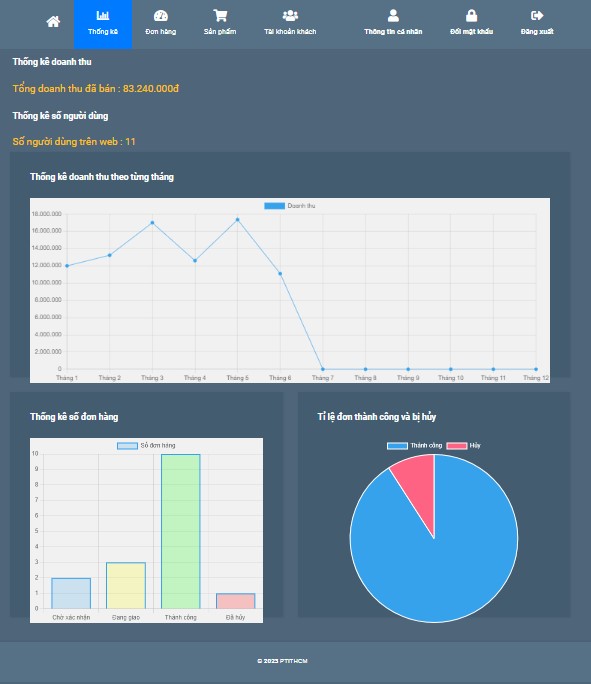 Thống kê
Đơn hàng
Sản phẩm
Tài khoản khách
Thông tin cá nhân
Đổi mật khẩu
Đăng xuất
Thống kê doanh thu
Tổng doanh thu đã bán : 83.240.000đ
Thống kê số người dùng
Số người dùng trên web : 11
Thống kê doanh thu theo từng tháng
Doanh thu
18.000.000
16.000.000
14.000.000
12.000.000
10.000.000
8.000.000
6.000.000
4.000.000
2.000.000
0
Tháng 1 Tháng 2 Tháng 3 Tháng 4 Tháng 5 Tháng 6 Tháng 7 Tháng 8 Tháng 9 Tháng 10 Tháng 11 Tháng 12
Thống kê số đơn hàng
Số đơn hàng
10
9
8
7
6
5
4
3
2
1
0
Chờ xác nhận Đang giao Thành công Đã hủy
Tỉ lệ đơn thành công và bị hủy
Thành công Hủy
© 2023 PTITHCM